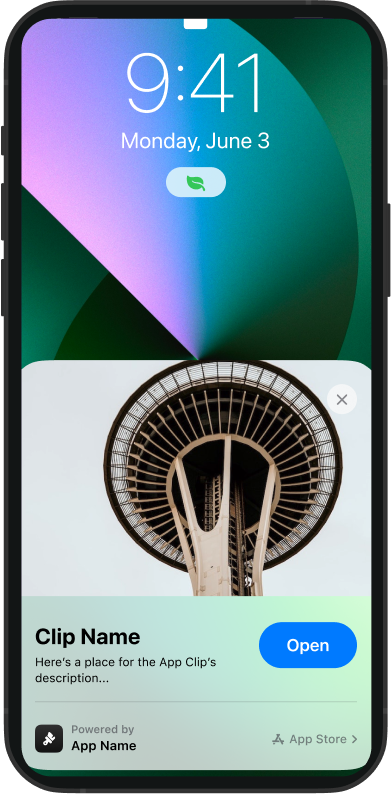 9:41
Monday, June 3
Clip Name
Here's a place for the App Clip's
description...
Open
Powered by
App Name
App Store